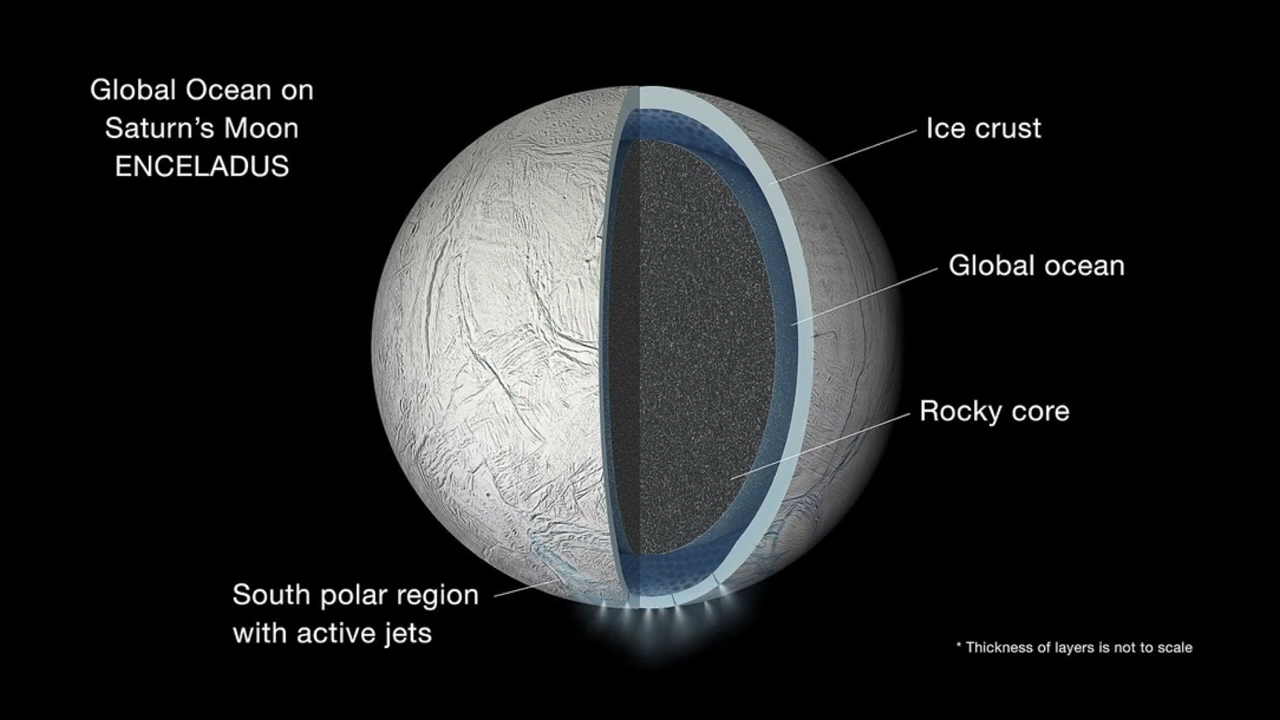 Global Ocean on
Saturn's Moon
ENCELADUS
Ice crust
Global ocean
Rocky core
South polar region
with active jets
* Thickness of layers is not to scale